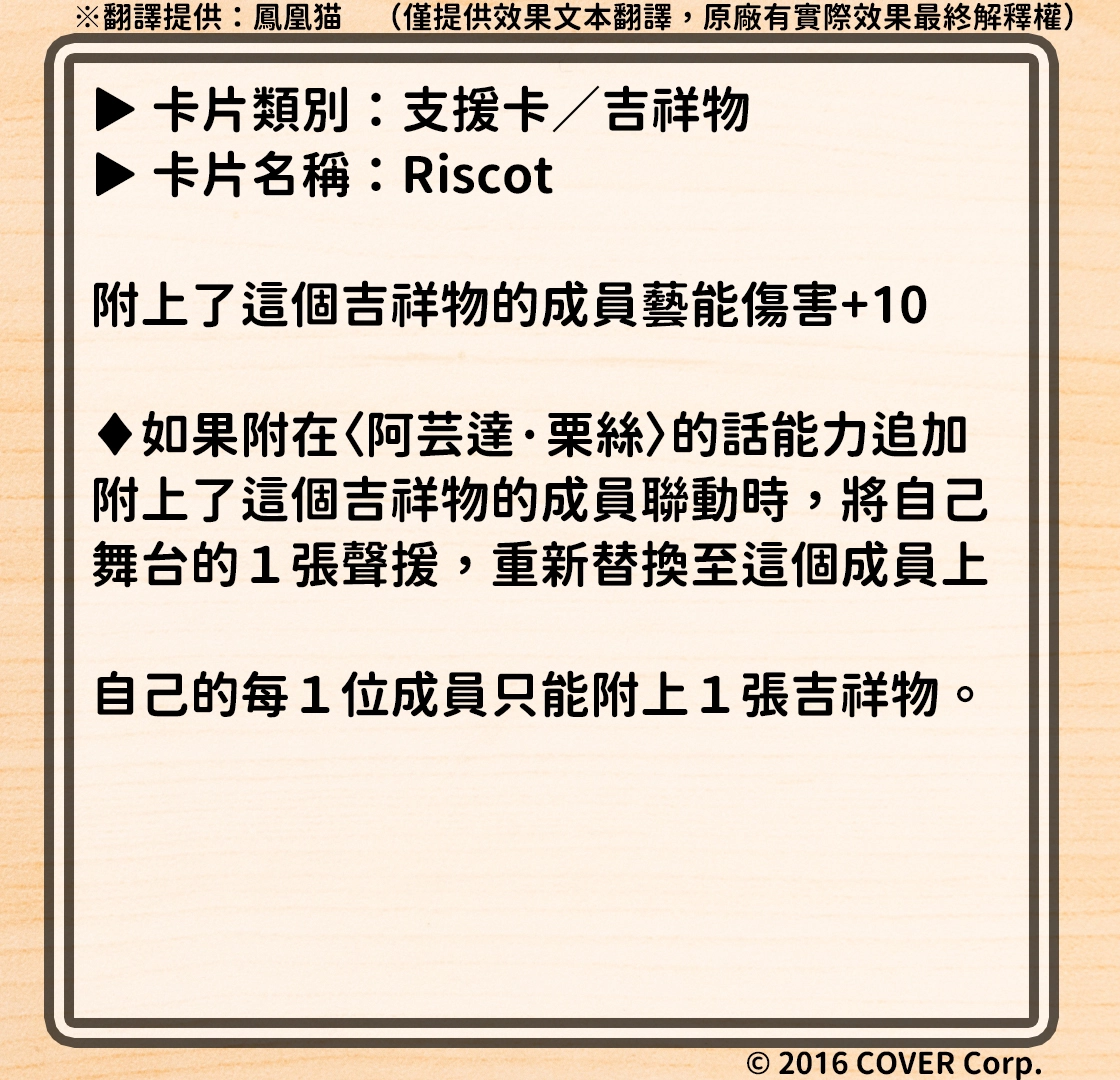 ※翻譯提供：鳳凰猫　（僅提供效果文本翻譯，原廠有實際效果最終解釋權）
▶ 卡片類別：支援卡／吉祥物
▶ 卡片名稱：Riscot
附上了這個吉祥物的成員藝能傷害+10
♦如果附在〈阿芸達·栗絲〉的話能力追加
附上了這個吉祥物的成員聯動時，將自己
舞台的１張聲援，重新替換至這個成員上
自己的每１位成員只能附上１張吉祥物。
© 2016 COVER Corp.